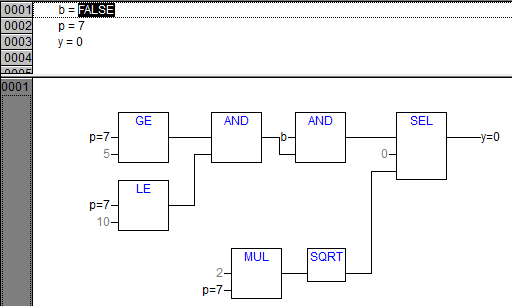 0001 b = FALSE
0002 p = 7
0003 y = 0
0004
0005
0001
GE AND AND SEL
p=7 b y=0
5 0
LE
p=7
10
MUL SQRT
2
p=7